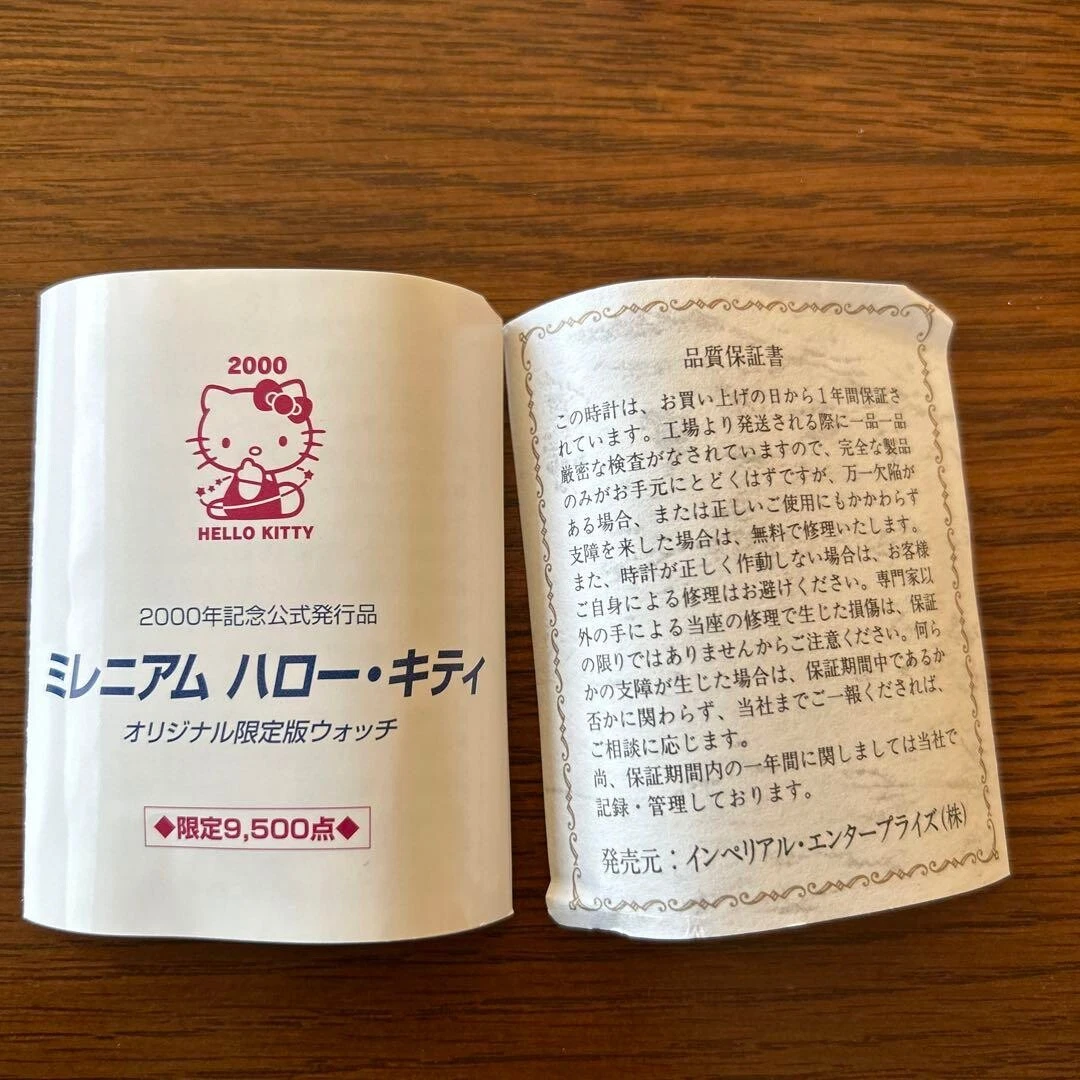 2000
HELLO KITTY
2000年記念公式発行品
ミレニアム ハロー・キティ
オリジナル限定版ウォッチ
◆限定9,500点◆
品質保証書
この時計は、お買い上げの日から1年間保証さ
れています。工場より発送される際に一品一品
厳密な検査がなされていますので、完全な製品
のみがお手元にとどくはずですが、万一欠陥が
ある場合、または正しいご使用にもかかわらず
支障を来した場合は、無料で修理いたします。
また、時計が正しく作動しない場合は、お客様
ご自身による修理はお避けください。専門家以
外の手による当座の修理で生じた損傷は、保証
の限りではありませんからご注意ください。何ら
かの支障が生じた場合は、保証期間中であるか
否かに関わらず、当社までご一報くだされば、
ご相談に応じます。
尚、保証期間内の一年間に関しましては当社で
記録・管理しております。
発売元：インペリアル・エンタープライズ(株)